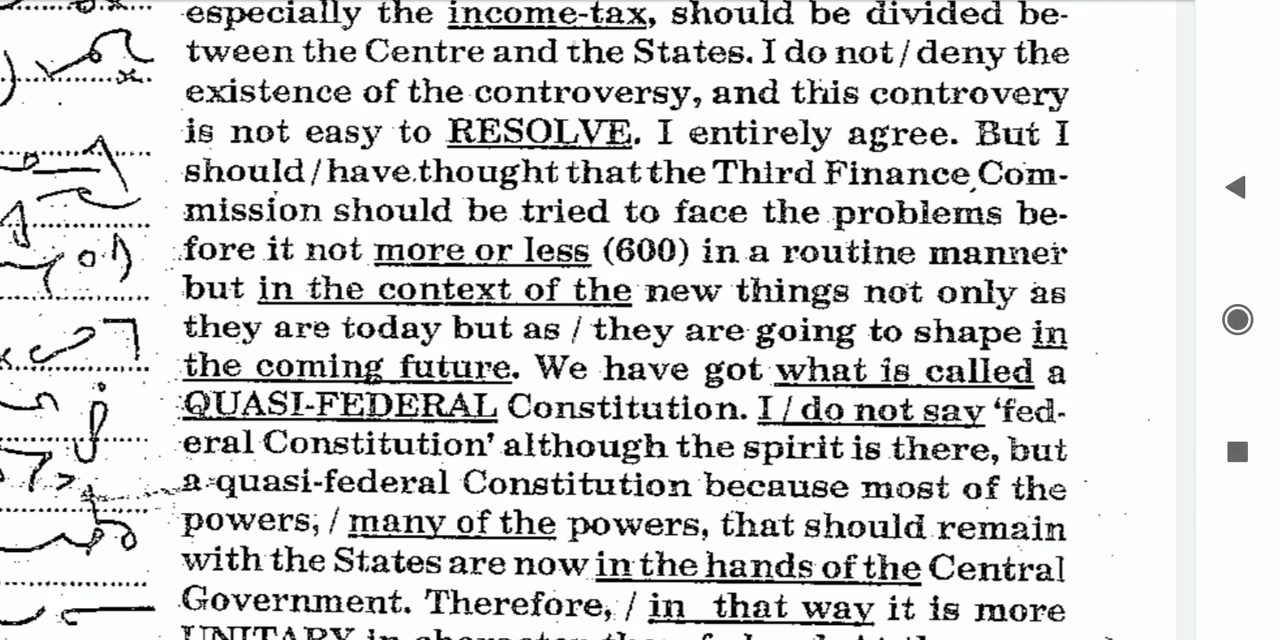 especially the income-tax, should be divided be-
tween the Centre and the States. I do not / deny the
existence of the controversy, and this controvery
is not easy to RESOLVE. I entirely agree. But I
should / have thought that the Third Finance Com-
mission should be tried to face the problems be-
fore it not more or less (600) in a routine manner
but in the context of the new things not only as
they are today but as / they are going to shape in
the coming future. We have got what is called a
QUASI-FEDERAL Constitution. I / do not say ‘fed-
eral Constitution’ although the spirit is there, but
a quasi-federal Constitution because most of the
powers, / many of the powers, that should remain
with the States are now in the hands of the Central
Government. Therefore, / in that way it is more
UNITARY in character